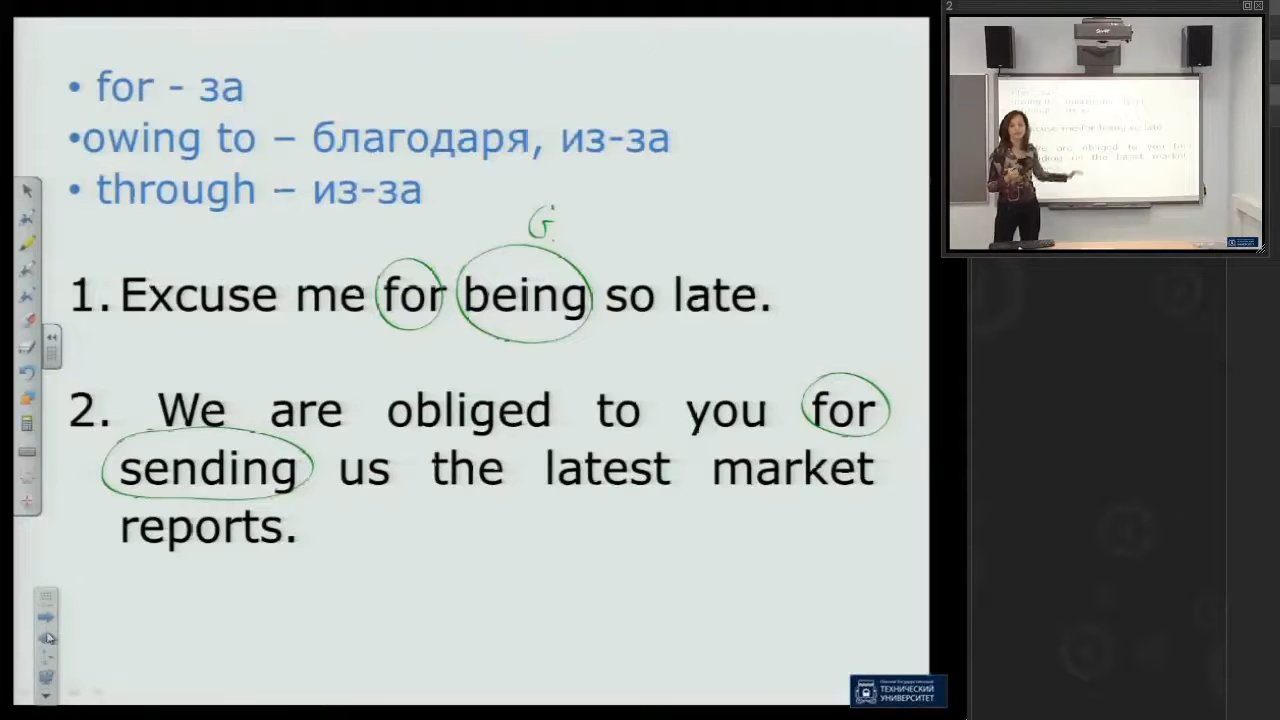 • for - за
•owing to – благодаря, из-за
• through – из-за
G.
1. Excuse me for being so late.
2. We are obliged to you for
sending us the latest market
reports.
ТЕХНИЧЕСКИЙ
УНИВЕРСИТЕТ
2